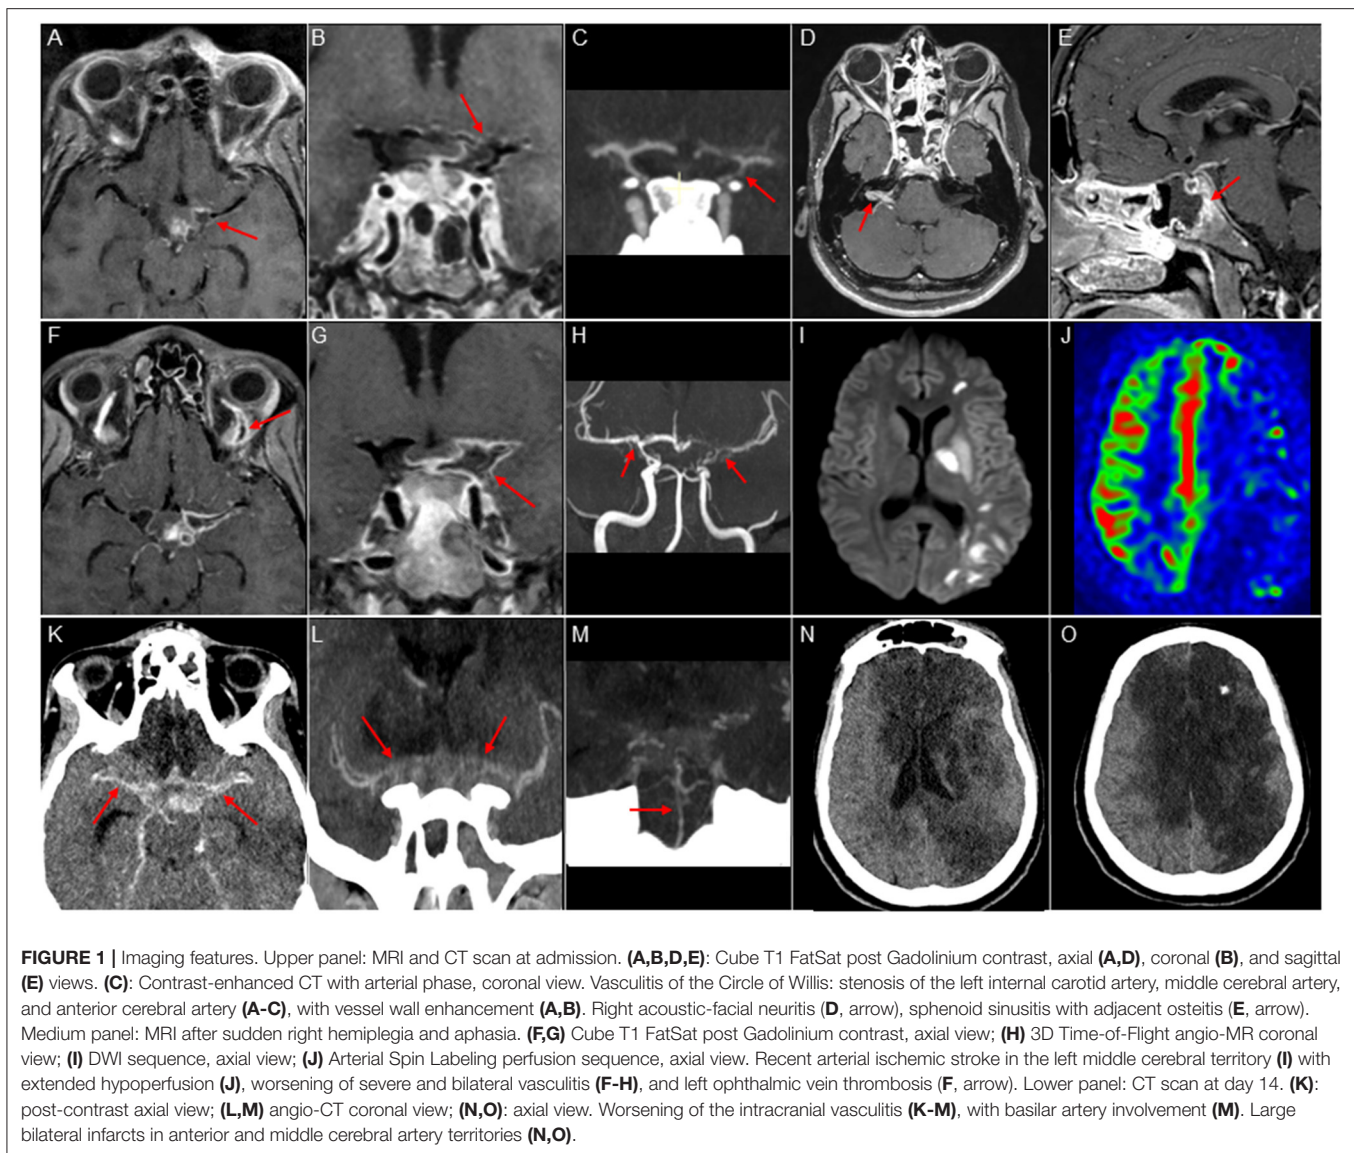 A
B
C
D
E
F
G
H
I
J
K
L
M
N
O
FIGURE 1 | Imaging features. Upper panel: MRI and CT scan at admission. (A,B,D,E): Cube T1 FatSat post Gadolinium contrast, axial (A,D), coronal (B), and sagittal
(E) views. (C): Contrast-enhanced CT with arterial phase, coronal view. Vasculitis of the Circle of Willis: stenosis of the left internal carotid artery, middle cerebral artery,
and anterior cerebral artery (A-C), with vessel wall enhancement (A,B). Right acoustic-facial neuritis (D, arrow), sphenoid sinusitis with adjacent osteitis (E, arrow).
Medium panel: MRI after sudden right hemiplegia and aphasia. (F,G) Cube T1 FatSat post Gadolinium contrast, axial view; (H) 3D Time-of-Flight angio-MR coronal
view; (I) DWI sequence, axial view; (J) Arterial Spin Labeling perfusion sequence, axial view. Recent arterial ischemic stroke in the left middle cerebral territory (I) with
extended hypoperfusion (J), worsening of severe and bilateral vasculitis (F-H), and left ophthalmic vein thrombosis (F, arrow). Lower panel: CT scan at day 14. (K):
post-contrast axial view; (L,M) angio-CT coronal view; (N,O): axial view. Worsening of the intracranial vasculitis (K-M), with basilar artery involvement (M). Large
bilateral infarcts in anterior and middle cerebral artery territories (N,O).